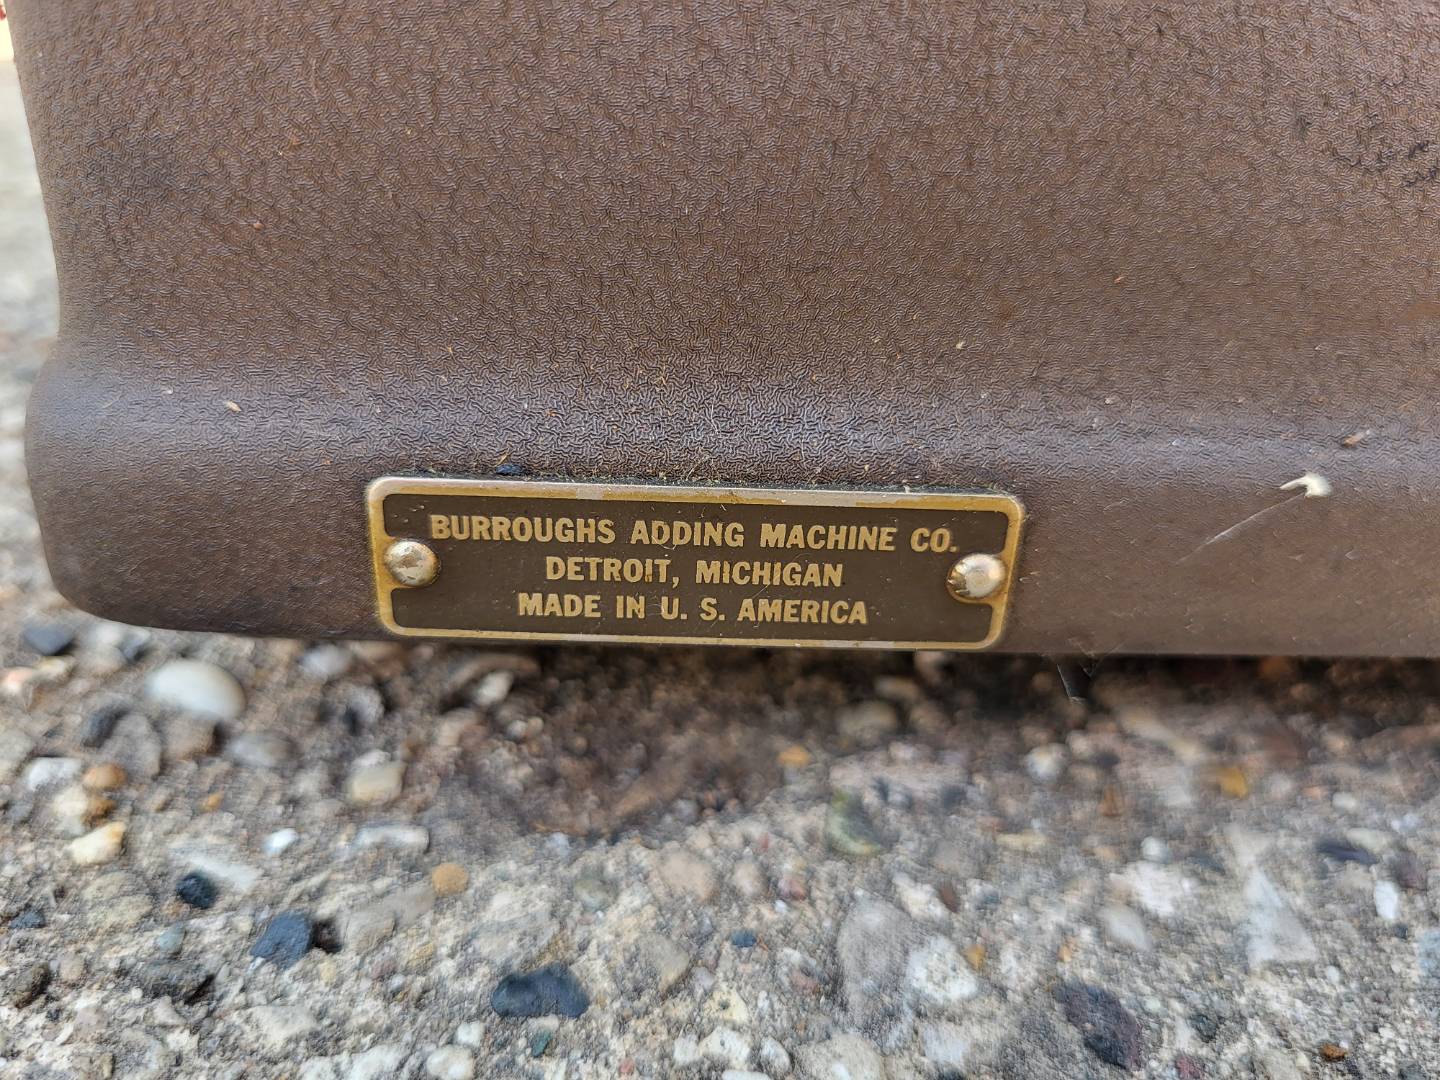 BURROUGHS ADDING MACHINE CO.
DETROIT, MICHIGAN
MADE IN U. S. AMERICA